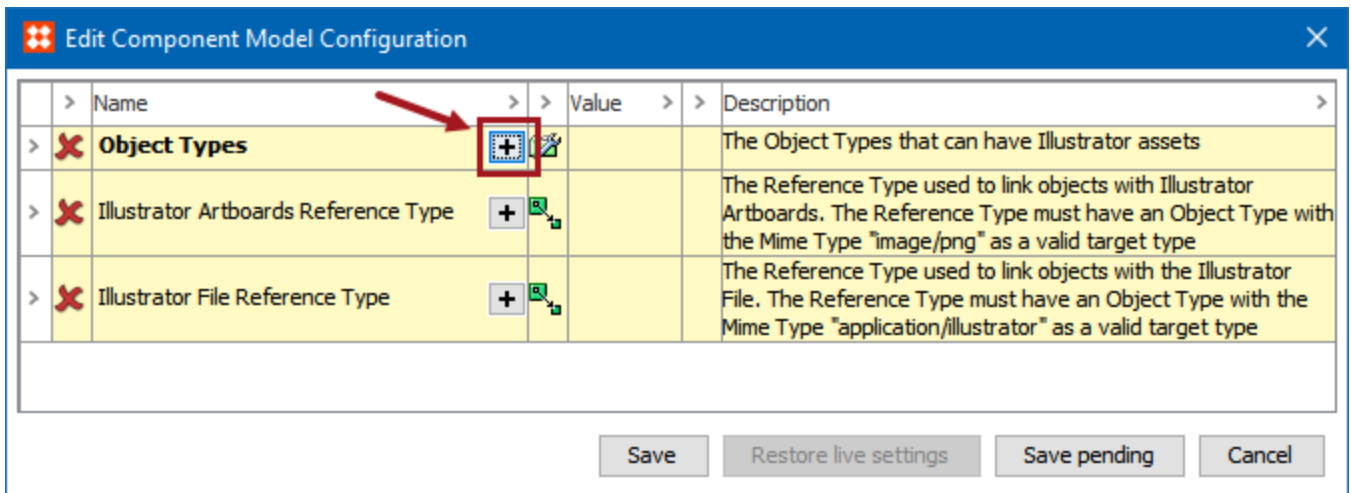 Edit Component Model Configuration
> Name > > Value > > Description >
> Object Types + The Object Types that can have Illustrator assets
> Illustrator Artboards Reference Type + The Reference Type used to link objects with Illustrator
Artboards. The Reference Type must have an Object Type with
the Mime Type "image/png" as a valid target type
> Illustrator File Reference Type + The Reference Type used to link objects with the Illustrator
File. The Reference Type must have an Object Type with the
Mime Type "application/illustrator" as a valid target type
Save Restore live settings Save pending Cancel